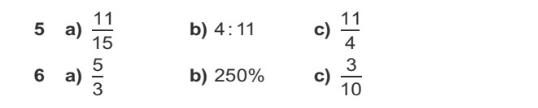 5 a) 11/15 b) 4 : 11 c) 11/4
6 a) 5/3 b) 250% c) 3/10